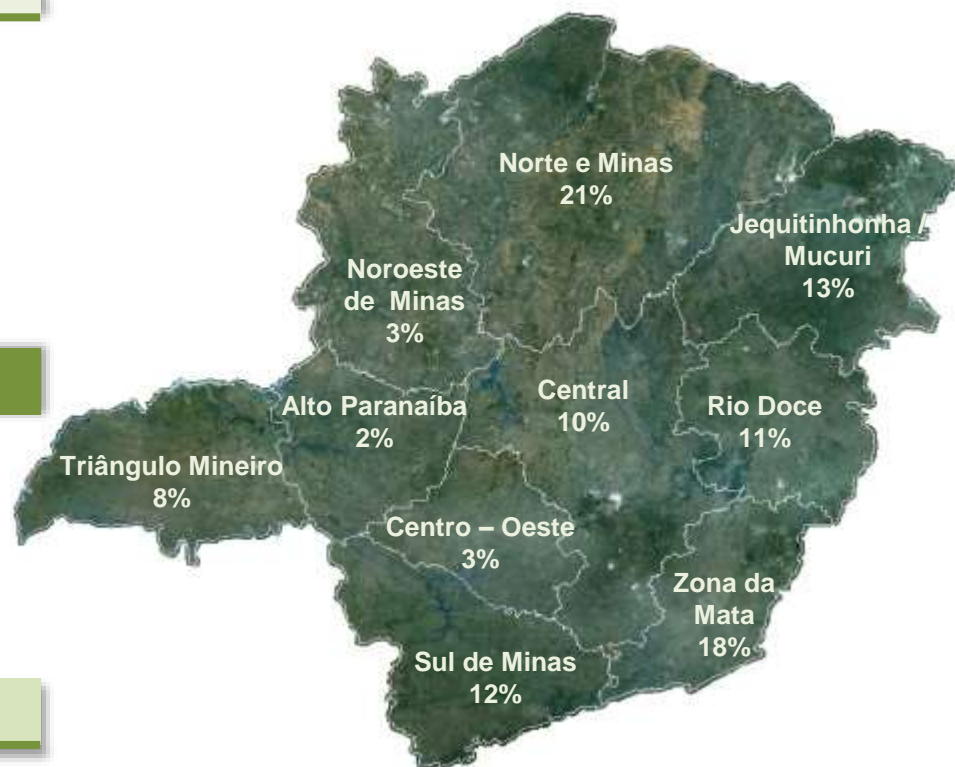 Norte e Minas
21%
Jequitinhonha /
Mucuri
13%
Noroeste
de Minas
3%
Central
10%
Alto Paranaíba
2%
Rio Doce
11%
Triângulo Mineiro
8%
Centro – Oeste
3%
Zona da
Mata
18%
Sul de Minas
12%